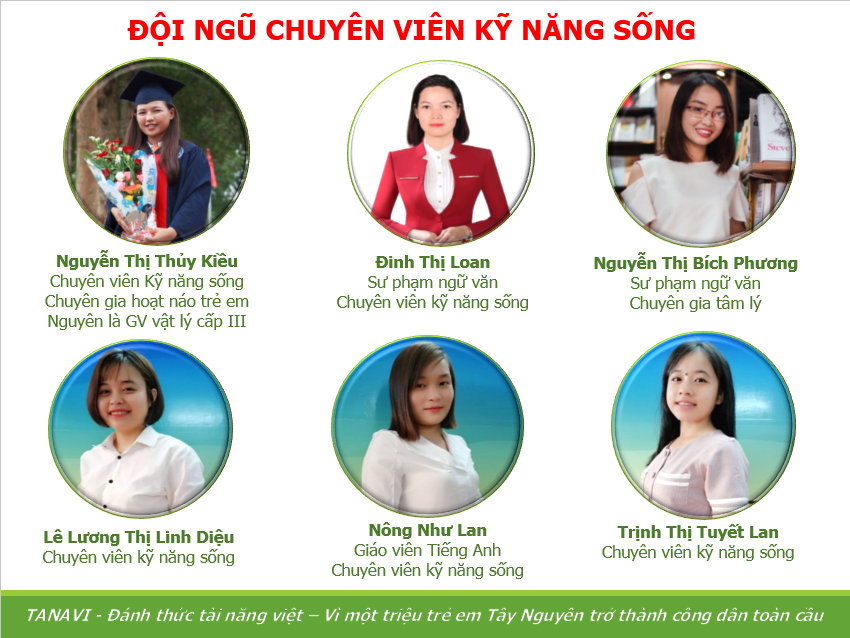 ĐỘI NGŨ CHUYÊN VIÊN KỸ NĂNG SỐNG
Nguyễn Thị Thủy Kiều
Chuyên viên Kỹ năng sống
Chuyên gia hoạt náo trẻ em
Nguyên là GV vật lý cấp III
Đinh Thị Loan
Sư phạm ngữ văn
Chuyên viên kỹ năng sống
Steve
Nguyễn Thị Bích Phương
Sư phạm ngữ văn
Chuyên gia tâm lý
Lê Lương Thị Linh Diệu
Chuyên viên kỹ năng sống
Nông Như Lan
Giáo viên Tiếng Anh
Chuyên viên kỹ năng sống
Trịnh Thị Tuyết Lan
Chuyên viên kỹ năng sống
TANAVI - Đánh thức tài năng việt – Vì một triệu trẻ em Tây Nguyên trở thành công dân toàn cầu